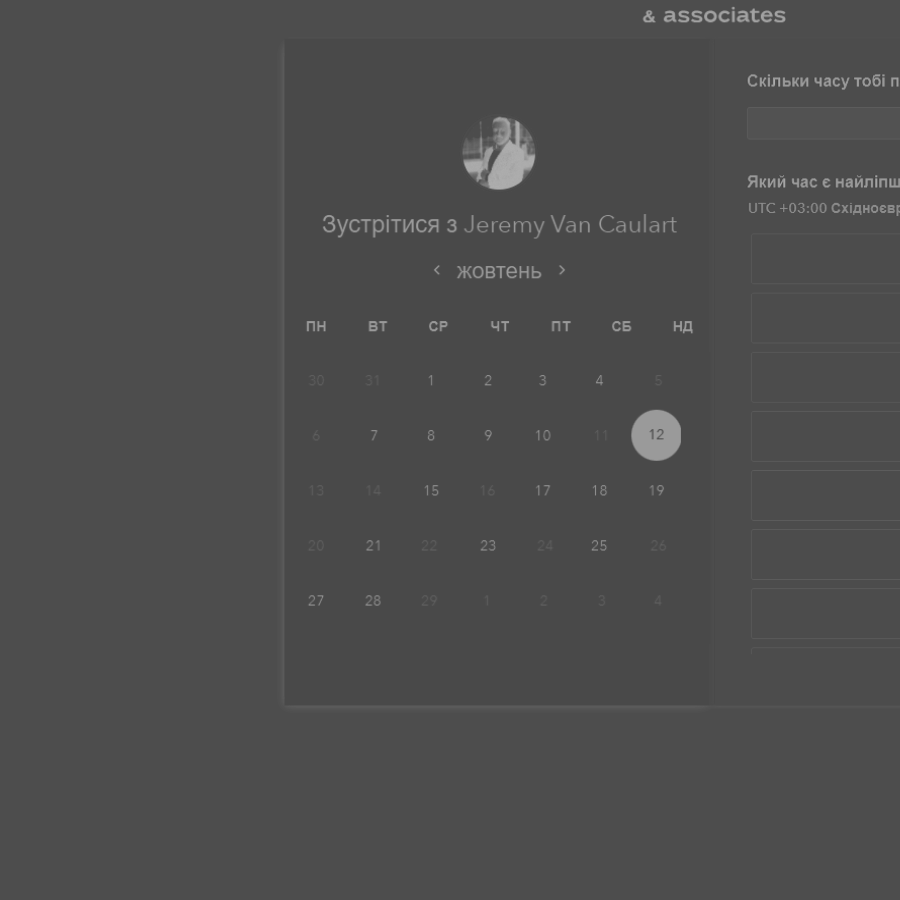 & associates
Зустрітися з Jeremy Van Caulart
жовтень
ПН ВТ СР ЧТ ПТ СБ НД
30 31 1 2 3 4 5
6 7 8 9 10 11 12
13 14 15 16 17 18 19
20 21 22 23 24 25 26
27 28 29 1 2 3 4
Скільки часу тобі
Який час є
UTC +03:00